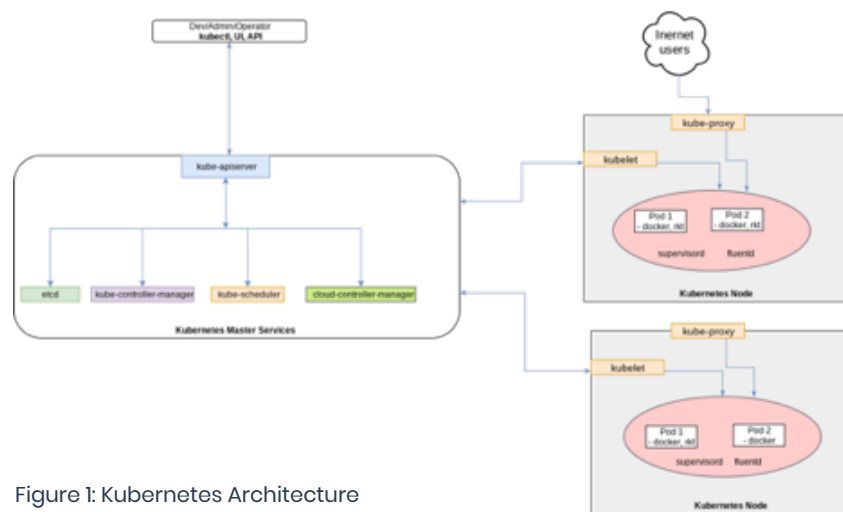 Dev/Admin/Operator
kubectl, UI, API
Inernet
users
kube-apiserver
etcd
kube-controller-manager
kube-scheduler
cloud-controller-manager
Kubernetes Master Services
kube-proxy
kubelet
Pod 1
- docker, rkt
Pod 2
- docker, rkt
supervisord
fluentd
Kubernetes Node
kube-proxy
kubelet
Pod 1
- docker, rkt
Pod 2
- docker
supervisord
fluentd
Kubernetes Node
Figure 1: Kubernetes Architecture